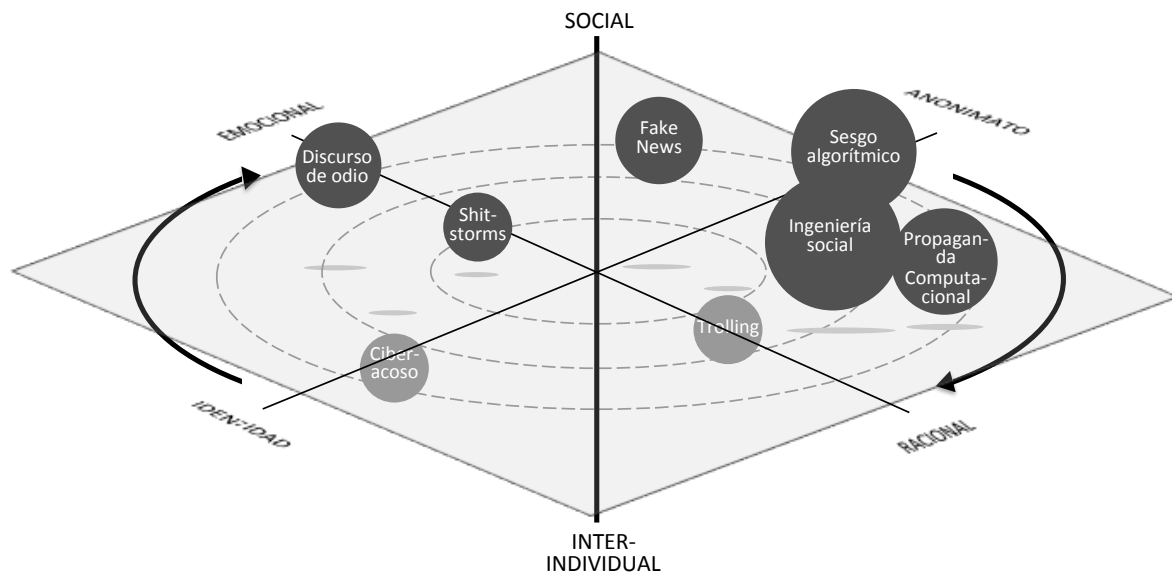 SOCIAL
EMOCIONAL
ANONIMATO
Fake
News
Sesgo
algorítmico
Discurso
de odio
Shit-
storms
Ingeniería
social
Propagan-
da
Computa-
cional
Trolling
Ciber-
acoso
IDENTIDAD
RACIONAL
INTER-
INDIVIDUAL